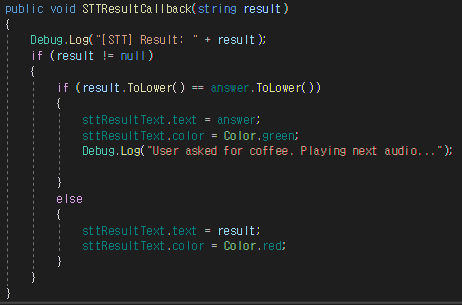 public void STTResultCallback(string result)
{
    Debug.Log("[STT] Result: " + result);
    if (result != null)
    {
        if (result.ToLower() == answer.ToLower())
        {
            sttResultText.text = answer;
            sttResultText.color = Color.green;
            Debug.Log("User asked for coffee. Playing next audio...");
        }
        else
        {
            sttResultText.text = result;
            sttResultText.color = Color.red;
        }
    }
}